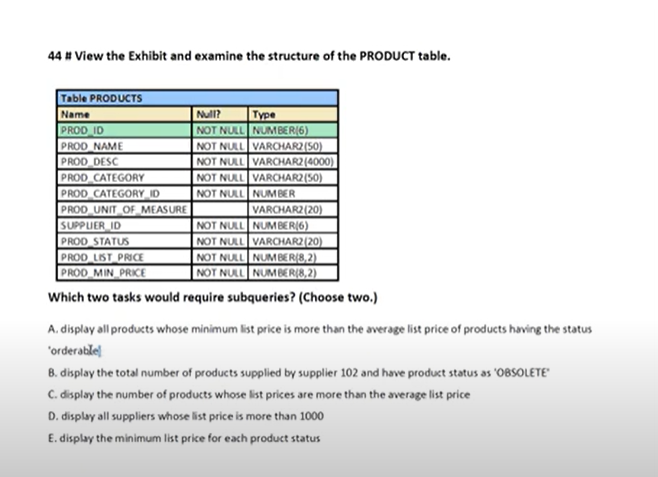 44 # View the Exhibit and examine the structure of the PRODUCT table.
Table PRODUCTS
Name Null? Type
PROD_ID NOT NULL NUMBER(6)
PROD_NAME NOT NULL VARCHAR2(50)
PROD_DESC NOT NULL VARCHAR2(4000)
PROD_CATEGORY NOT NULL VARCHAR2(50)
PROD_CATEGORY_ID NOT NULL NUMBER
PROD_UNIT_OF_MEASURE VARCHAR2(20)
SUPPLIER_ID NOT NULL NUMBER(6)
PROD_STATUS NOT NULL VARCHAR2(20)
PROD_LIST_PRICE NOT NULL NUMBER(8,2)
PROD_MIN_PRICE NOT NULL NUMBER(8,2)
Which two tasks would require subqueries? (Choose two.)
A. display all products whose minimum list price is more than the average list price of products having the status
'orderable
B. display the total number of products supplied by supplier 102 and have product status as 'OBSOLETE'
C. display the number of products whose list prices are more than the average list price
D. display all suppliers whose list price is more than 1000
E. display the minimum list price for each product status